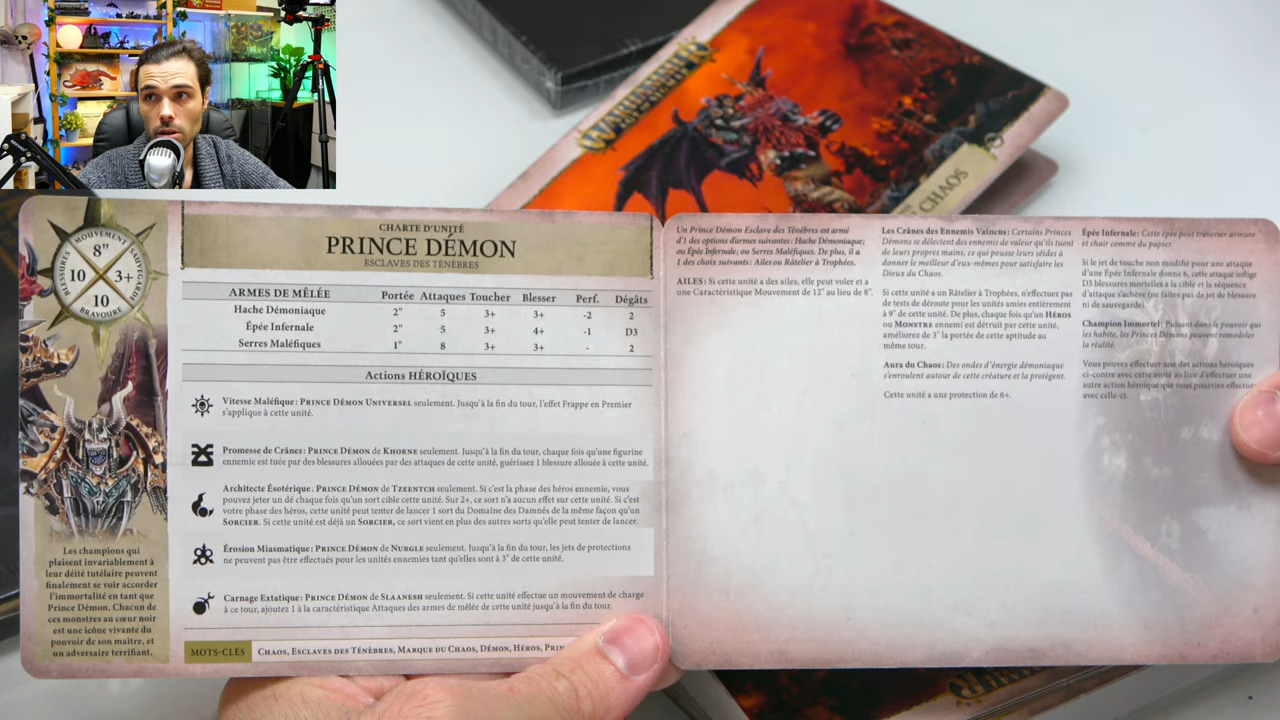 WARHAMMER
CHAOS
MOUVEMENT
8"
BLESSURES
10
3+
SAUVEGARDE
10
BRAVOURE
CHARTE D'UNITÉ
PRINCE DÉMON
ESCLAVES DES TÉNÈBRES
ARMES DE MÊLÉE Portée Attaques Toucher Blesser Perf. Dégâts
Hache Démoniaque 2" 5 3+ 3+ -2 2
Épée Infernale 2" 5 3+ 4+ -1 D3
Serres Maléfiques 1" 8 3+ 3+ - 2
Actions HÉROÏQUES
Vitesse Maléfique: PRINCE DÉMON UNIVERSEL seulement. Jusqu'à la fin du tour, l'effet Frappe en Premier
s'applique à cette unité.
Promesse de Crânes: PRINCE DÉMON de KHORNE seulement. Jusqu'à la fin du tour, chaque fois qu'une figurine
ennemie est tuée par des blessures allouées par des attaques de cette unité, guérissez 1 blessure allouée à cette unité.
Architecte Ésotérique: PRINCE DÉMON de TZEENTCH seulement. Si c'est la phase des héros ennemie, vous
pouvez jeter un dé chaque fois qu'un sort cible cette unité. Sur 2+, ce sort n'a aucun effet sur cette unité. Si c'est
votre phase des héros, cette unité peut tenter de lancer 1 sort du Domaine des Damnés de la même façon qu'un
SORCIER. Si cette unité est déjà un SORCIER, ce sort vient en plus des autres sorts qu'elle peut tenter de lancer.
Érosion Miasmatique: PRINCE DÉMON de NURGLE seulement. Jusqu'à la fin du tour, les jets de protections
ne peuvent pas être effectués pour les unités ennemies tant qu'elles sont à 3" de cette unité.
Carnage Extatique: PRINCE DÉMON de SLAANESH seulement. Si cette unité effectue un mouvement de charge
à ce tour, ajoutez 1 à la caractéristique Attaques des armes de mêlée de cette unité jusqu'à la fin du tour.
Les champions qui
plaisent invariablement à
leur déité tutélaire peuvent
finalement se voir accorder
l'immortalité en tant que
Prince Démon. Chacun de
ces monstres au cœur noir
est une icône vivante du
pouvoir de son maître, et
un adversaire terrifiant.
MOTS-CLÉS CHAOS, ESCLAVES DES TÉNÈBRES, MARQUE DU CHAOS, DÉMON, HÉROS, PRIN
Un Prince Démon Esclave des Ténèbres est armé
d'1 des options d'armes suivantes: Hache Démoniaque;
ou Épée Infernale; ou Serres Maléfiques. De plus, il a
1 des choix suivants: Ailes ou Râtelier à Trophées.
AILES: Si cette unité a des ailes, elle peut voler et a
une Caractéristique Mouvement de 12" au lieu de 8".
Les Crânes des Ennemis Vaincus: Certains Princes
Démons se délectent des ennemis de valeur qu'ils tuent
de leurs propres mains, ce qui pousse leurs séides à
donner le meilleur d'eux-mêmes pour satisfaire les
Dieux du Chaos.
Si cette unité a un Râtelier à Trophées, n'effectuez pas
de tests de déroute pour les unités amies entièrement
à 9" de cette unité. De plus, chaque fois qu'un HÉROS
ou MONSTRE ennemi est détruit par cette unité,
améliorez de 3" la portée de cette aptitude au
même tour.
Aura du Chaos: Des ondes d'énergie démoniaque
s'enroulent autour de cette créature et la protègent.
Cette unité a une protection de 6+.
Épée Infernale: Cette épée peut traverser armure
et chair comme du papier.
Si le jet de touche non modifié pour une attaque
d'une Épée Infernale donne 6, cette attaque inflige
D3 blessures mortelles à la cible et la séquence
d'attaque s'achève (ne faites pas de jet de blessure
ni de sauvegarde).
Champion Immortel: Puisant dans le pouvoir qui
les habite, les Princes Démons peuvent remodeler
la réalité.
Vous pouvez effectuer une des actions héroïques
ci-contre avec cette unité au lieu d'effectuer une
autre action héroïque que vous pourriez effectuer
avec celle-ci.